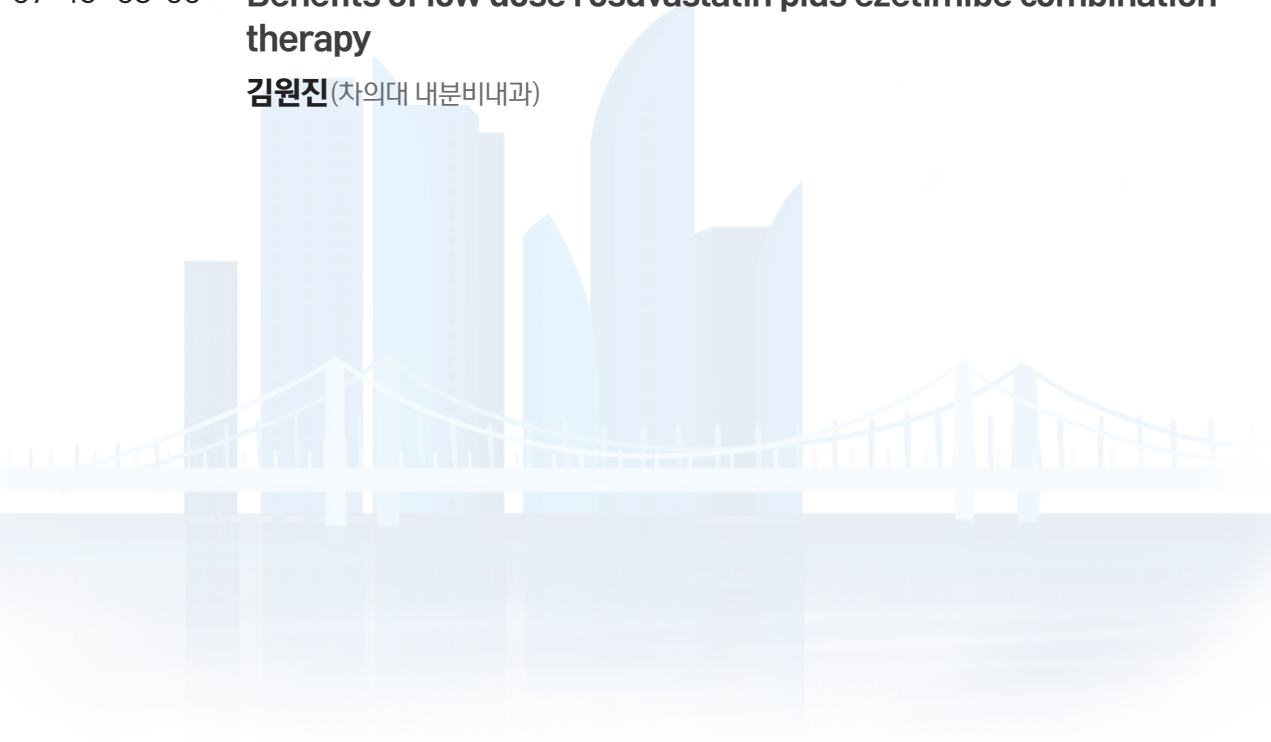 Benefits of low dose rosuvastatin plus ezetimibe combination
therapy
김원진(차의대 내분비내과)